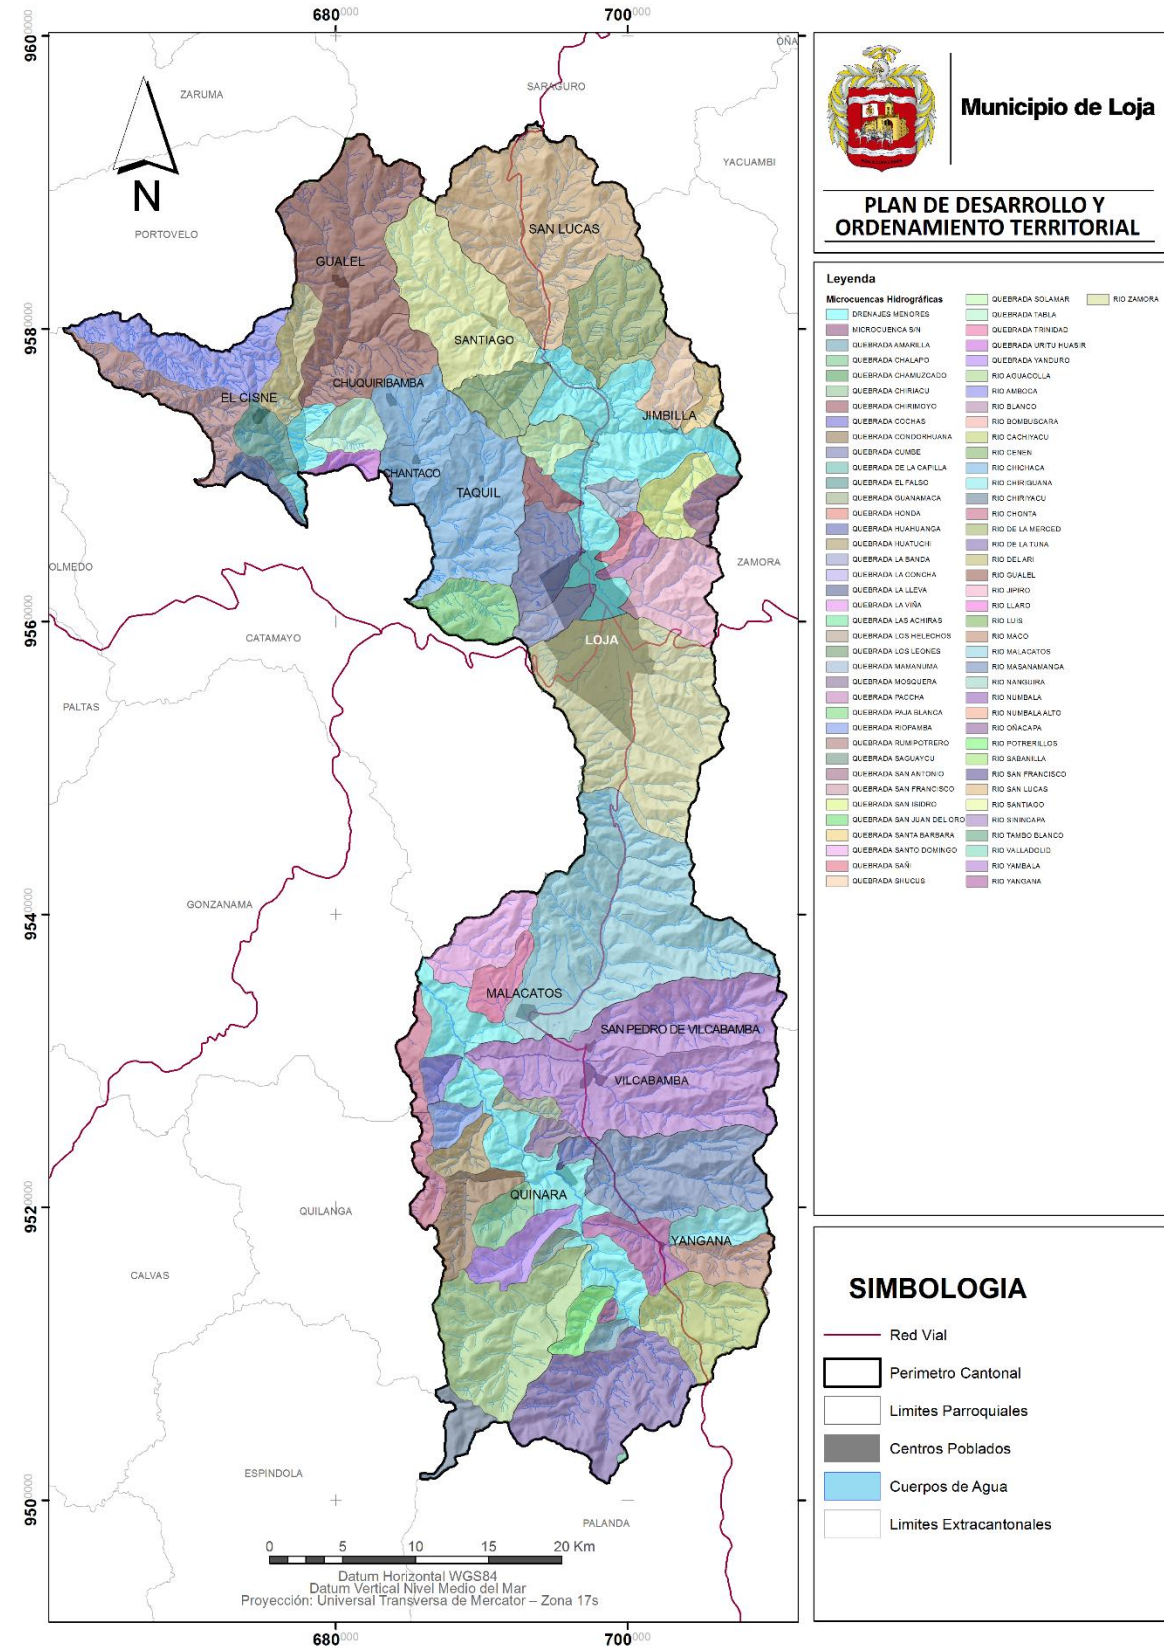 680000
700000
9600000
OÑA
ZARUMA
SARAGURO
YACUAMBI
N
PORTOVELO
SAN LUCAS
GUALEL
9580000
SANTIAGO
CHUQUIRIBAMBA
EL CISNE
JIMBILLA
CHANTACO
TAQUIL
ZAMORA
OLMEDO
9560000
CATAMAYO
LOJA
PALTAS
GONZANAMA
9540000
MALACATOS
SAN PEDRO DE VILCABAMBA
VILCABAMBA
QUINARA
9520000
QUILANGA
YANGANA
CALVAS
ESPINDOLA
9500000
PALANDA
0 5 10 15 20 Km
Datum Horizontal WGS84
Datum Vertical Nivel Medio del Mar
Proyección: Universal Transversa de Mercator – Zona 17s
680000
700000
Municipio de Loja
PLAN DE DESARROLLO Y
ORDENAMIENTO TERRITORIAL
Leyenda
Microcuencas Hidrográficas
DRENAJES MENORES
MICROCUENCA S/N
QUEBRADA AMARILLA
QUEBRADA CHALAPO
QUEBRADA CHAMUZCADO
QUEBRADA CHIRIACU
QUEBRADA CHIRIMOYO
QUEBRADA COCHAS
QUEBRADA CONDORHUANA
QUEBRADA CUMBE
QUEBRADA DE LA CAPILLA
QUEBRADA EL FALSO
QUEBRADA GUANAMACA
QUEBRADA HONDA
QUEBRADA HUAHUANGA
QUEBRADA HUATUCHI
QUEBRADA LA BANDA
QUEBRADA LA CONCHA
QUEBRADA LA LLEVA
QUEBRADA LA VIÑA
QUEBRADA LAS ACHIRAS
QUEBRADA LOS HELECHOS
QUEBRADA LOS LEONES
QUEBRADA MAMANUMA
QUEBRADA MOSQUERA
QUEBRADA PACCHA
QUEBRADA PAJA BLANCA
QUEBRADA RIOPAMBA
QUEBRADA RUMIPOTRERO
QUEBRADA SAGUAYCU
QUEBRADA SAN ANTONIO
QUEBRADA SAN FRANCISCO
QUEBRADA SAN ISIDRO
QUEBRADA SAN JUAN DEL ORO
QUEBRADA SANTA BARBARA
QUEBRADA SANTO DOMINGO
QUEBRADA SAÑI
QUEBRADA SHUCUS
QUEBRADA SOLAMAR
QUEBRADA TABLA
QUEBRADA TRINIDAD
QUEBRADA URITU HUASIR
QUEBRADA YANDURO
RIO AGUACOLLA
RIO AMBOCA
RIO BLANCO
RIO BOMBUSCARA
RIO CACHIYACU
RIO CENEN
RIO CHICHACA
RIO CHIRIGUANA
RIO CHIRIYACU
RIO CHONTA
RIO DE LA MERCED
RIO DE LA TUNA
RIO DEL ARI
RIO GUALEL
RIO JIPIRO
RIO LLARO
RIO LUIS
RIO MACO
RIO MALACATOS
RIO MASANAMANGA
RIO NANGUIRA
RIO NUMBALA
RIO NUMBALA ALTO
RIO OÑACAPA
RIO POTRERILLOS
RIO SABANILLA
RIO SAN FRANCISCO
RIO SAN LUCAS
RIO SANTIAGO
RIO SININCAPA
RIO TAMBO BLANCO
RIO VALLADOLID
RIO YAMBALA
RIO YANGANA
RIO ZAMORA
SIMBOLOGIA
Red Vial
Perimetro Cantonal
Limites Parroquiales
Centros Poblados
Cuerpos de Agua
Limites Extracantonales